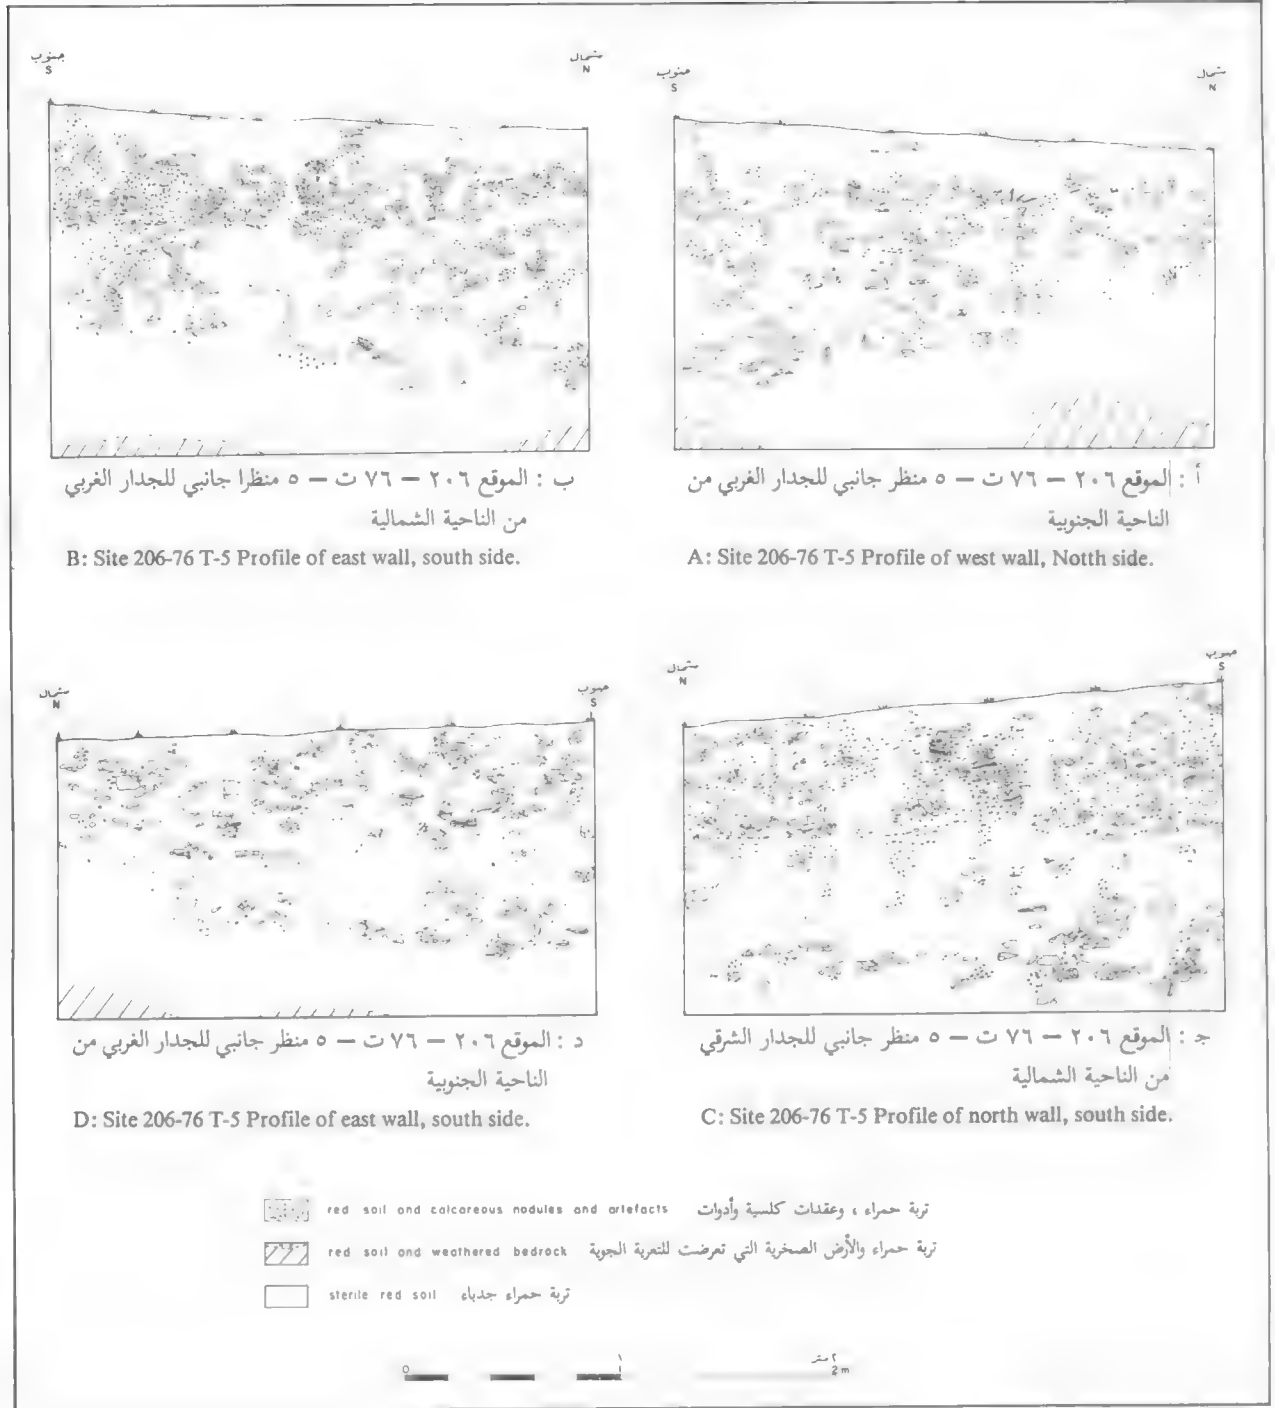 جنوب
S
شمال
N
جنوب
S
شمال
N
ب : الموقع ٢٠٦ — ٧٦ ت — ٥ منظرا جانبي للجدار الغربي
من الناحية الشمالية
B: Site 206-76 T-5 Profile of east wall, south side.
أ : الموقع ٢٠٦ — ٧٦ ت — ٥ منظر جانبي للجدار الغربي من
الناحية الجنوبية
A: Site 206-76 T-5 Profile of west wall, Notth side.
شمال
N
جنوب
S
شمال
N
جنوب
S
د : الموقع ٢٠٦ — ٧٦ ت — ٥ منظر جانبي للجدار الغربي من
الناحية الجنوبية
D: Site 206-76 T-5 Profile of east wall, south side.
ج : الموقع ٢٠٦ — ٧٦ ت — ٥ منظر جانبي للجدار الشرقي
من الناحية الشمالية
C: Site 206-76 T-5 Profile of north wall, south side.
red soil and calcareous nodules and artefacts تربة حمراء ، وعقدات كلسية وأدوات
red soil and weathered bedrock تربة حمراء والأرض الصخرية التي تعرضت للتعرية الجوية
sterile red soil تربة حمراء جدباء
0 ١ 1 ٢ متر 2 m